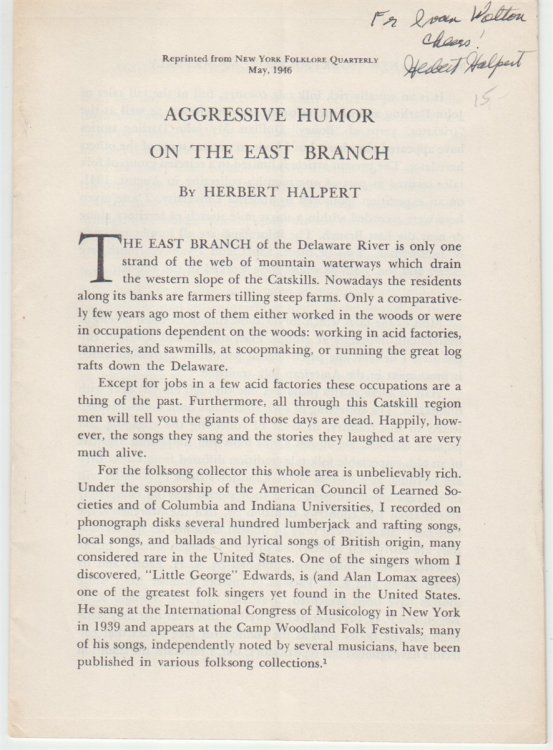 For Ivan Walton
Cheers!
Herbert Halpert
15-
Reprinted from NEW YORK FOLKLORE QUARTERLY
May, 1946
AGGRESSIVE HUMOR
ON THE EAST BRANCH
By HERBERT HALPERT
THE EAST BRANCH of the Delaware River is only one
strand of the web of mountain waterways which drain
the western slope of the Catskills. Nowadays the residents
along its banks are farmers tilling steep farms. Only a comparative-
ly few years ago most of them either worked in the woods or were
in occupations dependent on the woods: working in acid factories,
tanneries, and sawmills, at scoopmaking, or running the great log
rafts down the Delaware.
Except for jobs in a few acid factories these occupations are a
thing of the past. Furthermore, all through this Catskill region
men will tell you the giants of those days are dead. Happily, how-
ever, the songs they sang and the stories they laughed at are very
much alive.
For the folksong collector this whole area is unbelievably rich.
Under the sponsorship of the American Council of Learned So-
cieties and of Columbia and Indiana Universities, I recorded on
phonograph disks several hundred lumberjack and rafting songs,
local songs, and ballads and lyrical songs of British origin, many
considered rare in the United States. One of the singers whom I
discovered, "Little George" Edwards, is (and Alan Lomax agrees)
one of the greatest folk singers yet found in the United States.
He sang at the International Congress of Musicology in New York
in 1939 and appears at the Camp Woodland Folk Festivals; many
of his songs, independently noted by several musicians, have been
published in various folksong collections.¹